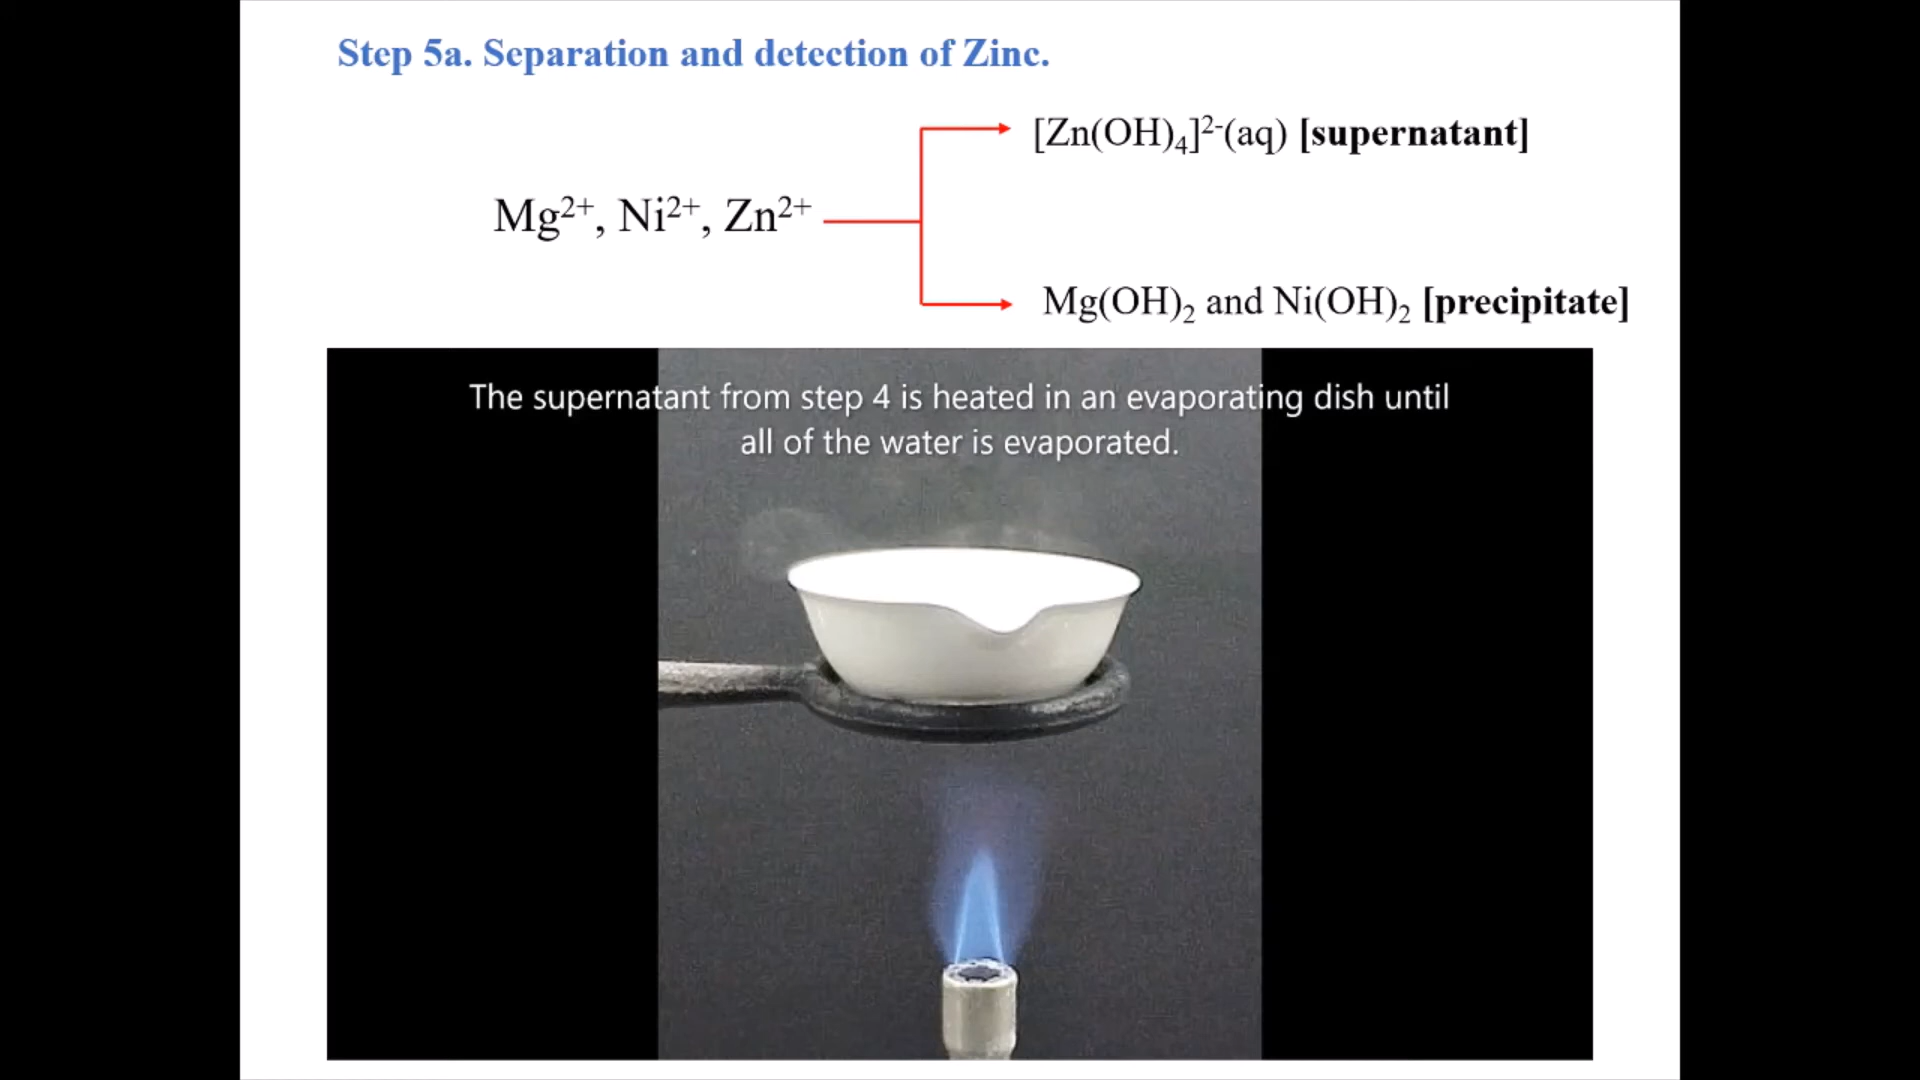 Step 5a. Separation and detection of Zinc.
[Zn(OH)₄]²⁻(aq) [supernatant]
Mg²⁺, Ni²⁺, Zn²⁺
Mg(OH)₂ and Ni(OH)₂ [precipitate]
The supernatant from step 4 is heated in an evaporating dish until
all of the water is evaporated.